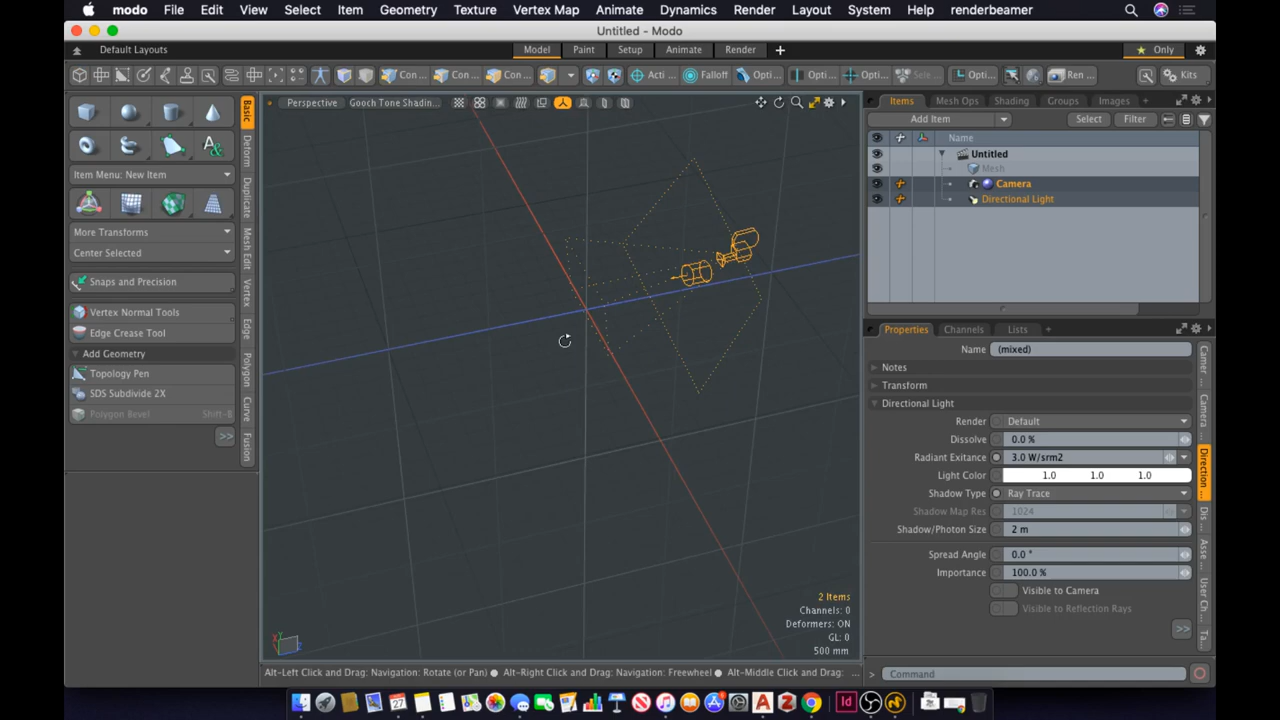 modo File Edit View Select Item Geometry Texture Vertex Map Animate Dynamics Render Layout System Help renderbeamer
Untitled - Modo
Default Layouts Model Paint Setup Animate Render + Only
Con ... Con ... Con ... Acti ... Falloff Opti ... Opti ... Opti ... Sele ... Opti ... Ren ... Kits
Perspective Gooch Tone Shadin...
Basic
Deform
Duplicate
Mesh Edit
Vertex
Edge
Polygon
Curve
Fusion
Item Menu: New Item
More Transforms
Center Selected
Snaps and Precision
Vertex Normal Tools
Edge Crease Tool
Add Geometry
Topology Pen
SDS Subdivide 2X
Polygon Bevel Shift-B
>>
2 Items
Channels: 0
Deformers: ON
GL: 0
500 mm
Alt-Left Click and Drag: Navigation: Rotate (or Pan) ● Alt-Right Click and Drag: Navigation: Freewheel ● Alt-Middle Click and Drag: ...
Items Mesh Ops Shading Groups Images +
Add Item Select Filter
Name
Untitled
Mesh
Camera
Directional Light
Properties Channels Lists +
Name (mixed)
Notes
Transform
Directional Light
Render Default
Dissolve 0.0 %
Radiant Exitance 3.0 W/srm2
Light Color 1.0 1.0 1.0
Shadow Type Ray Trace
Shadow Map Res 1024
Shadow/Photon Size 2 m
Spread Angle 0.0 °
Importance 100.0 %
Visible to Camera
Visible to Reflection Rays
>>
Camer ...
Camera ...
Direction ...
Dis ...
Asse ...
User Ch ...
Ta ...
> Command